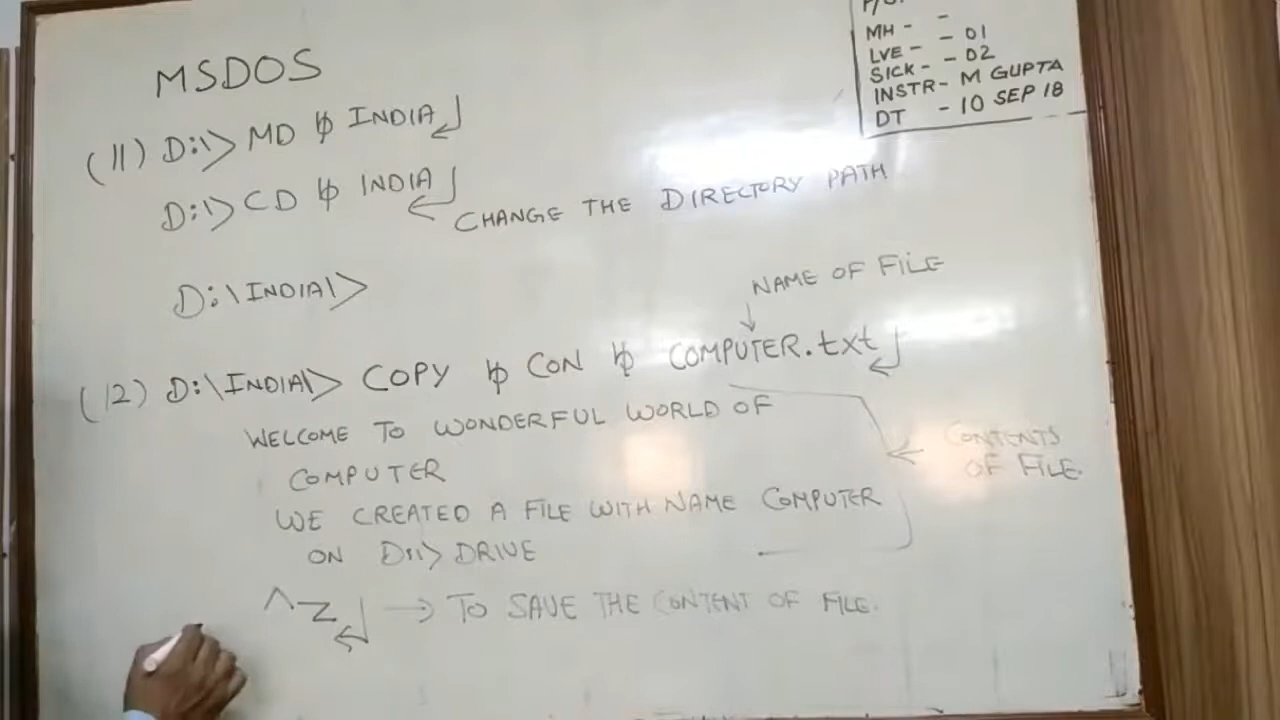 MSDOS
(11) D:\> MD ␢ INDIA ↵
D:\> CD ␢ INDIA ↵ CHANGE THE DIRECTORY PATH
D:\INDIA\>
NAME OF FILE
↓
(12) D:\INDIA\> COPY ␢ CON ␢ COMPUTER.txt ↵
WELCOME TO WONDERFUL WORLD OF
COMPUTER
WE CREATED A FILE WITH NAME COMPUTER
ON D:\> DRIVE
← CONTENTS
OF FILE.
^Z ↵ → TO SAVE THE CONTENT OF FILE.
MH - -
LVE - - 01
SICK - - 02
INSTR - M GUPTA
DT - 10 SEP 18